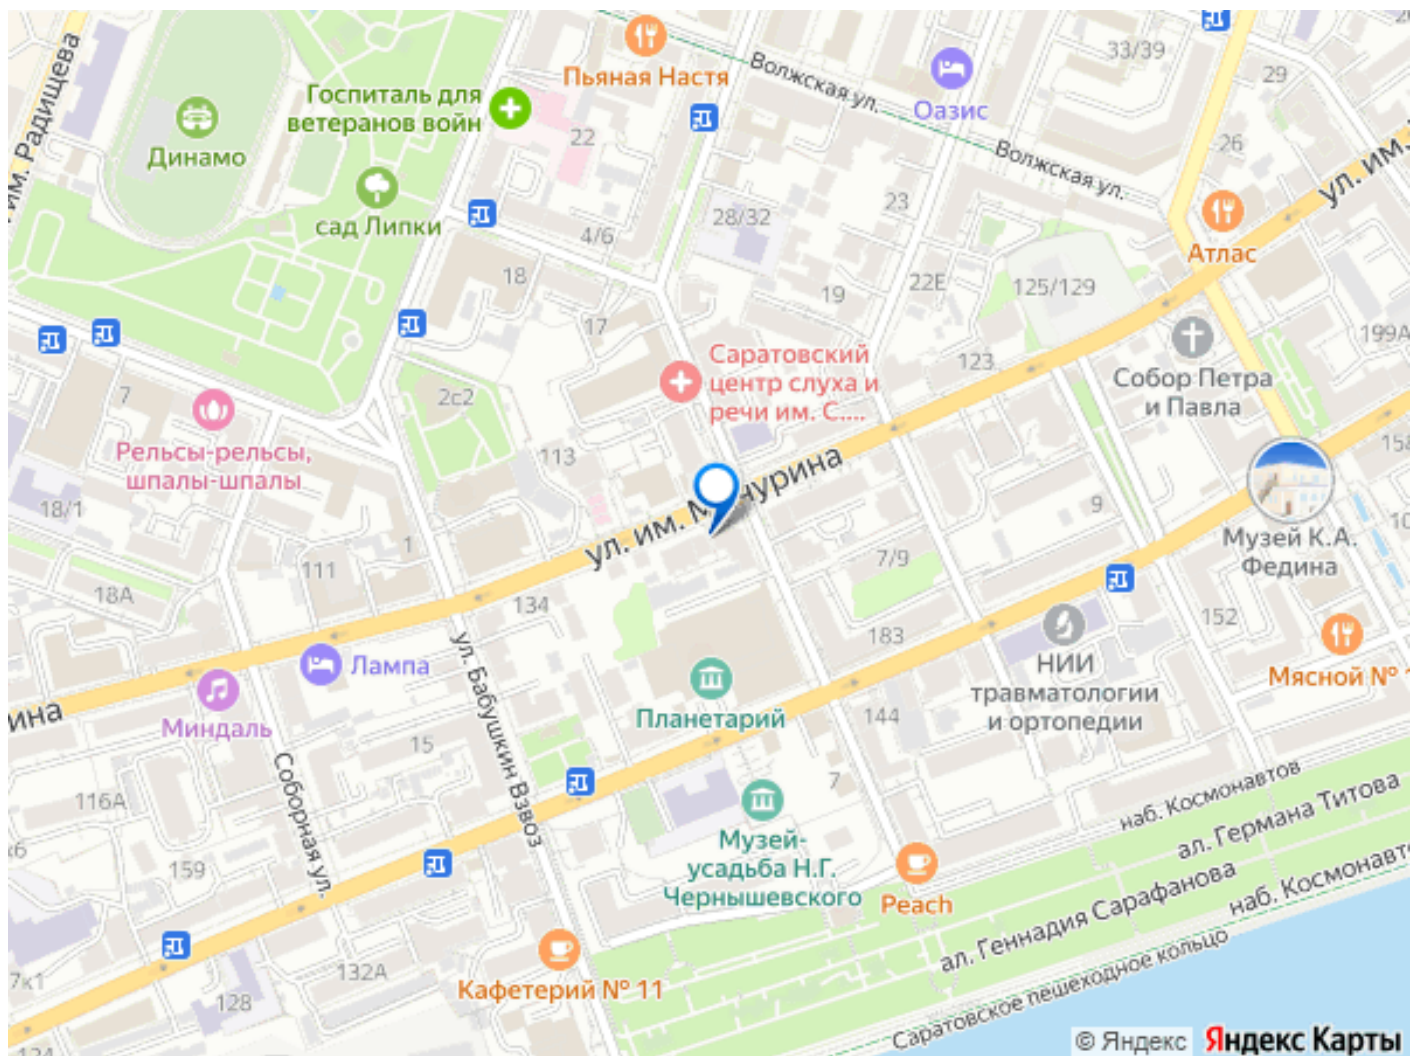 им. Радищева
Динамо
Госпиталь для
ветеранов войн
сад Липки
Пьяная Настя
22
Волжская ул.
Оазис
33/39
29
26
Волжская ул.
ул. им.
Атлас
28/32
23
4/6
18
17
19
22Е
125/129
199А
Собор Петра
и Павла
123
Саратовский
центр слуха и
речи им. С....
7
2с2
Рельсы-рельсы,
шпалы-шпалы
113
18/1
1
111
18А
ул. им. Мичурина
9
7/9
Музей К.А.
Федина
158
134
183
152
НИИ
травматологии
и ортопедии
Мясной №
Лампа
Миндаль
ина
ул. Бабушкин Взвоз
Планетарий
144
15
Соборная ул.
116А
7
Музей-
усадьба Н.Г.
Чернышевского
Peach
наб. Космонавтов
ал. Германа Титова
ал. Геннадия Сарафанова
наб. Космонавто
159
к6
7к1
132А
128
Кафетерий № 11
Саратовское пешеходное кольцо
© Яндекс Яндекс Карты